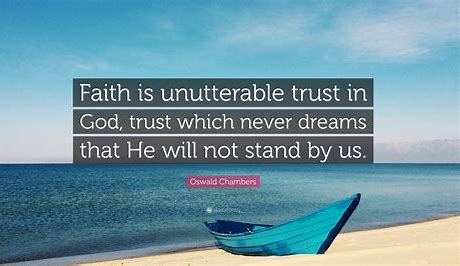 Faith is unutterable trust in
God, trust which never dreams
that He will not stand by us.
Oswald Chambers